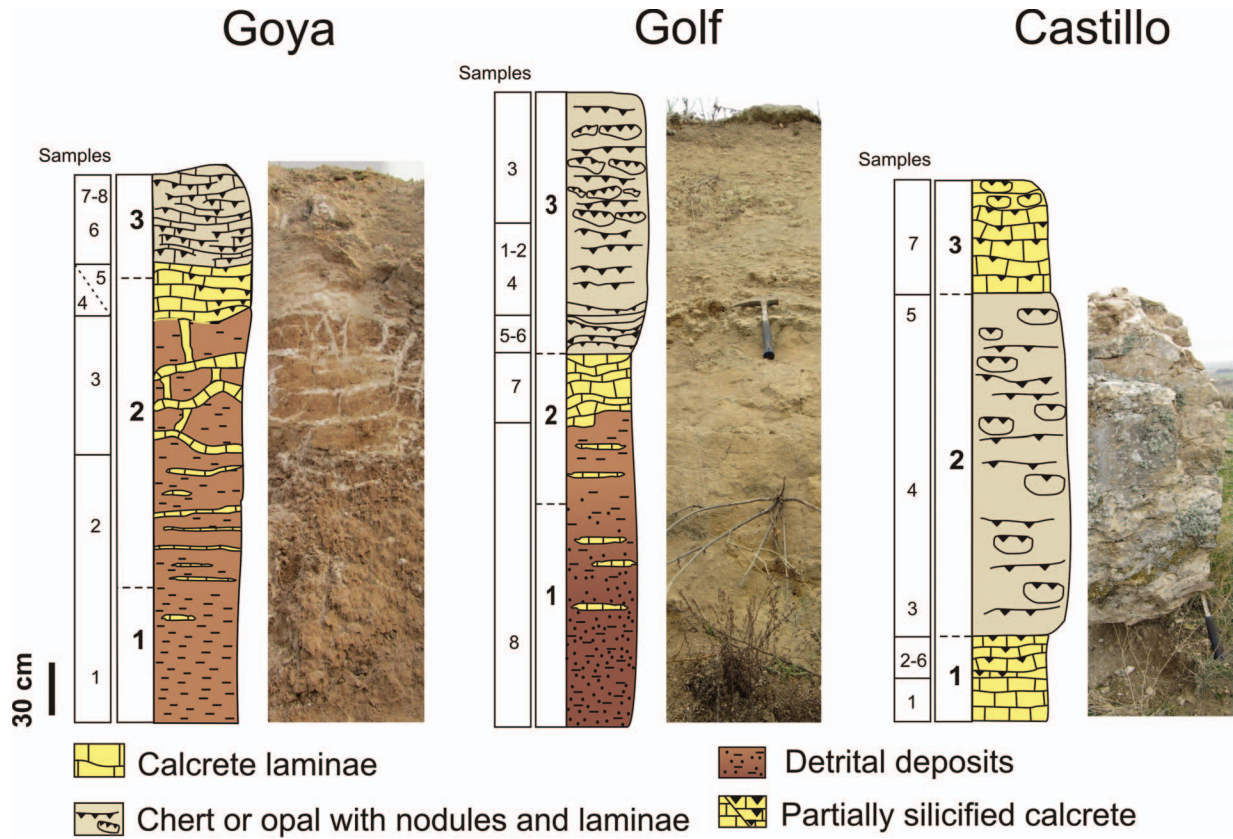 Goya
Golf
Castillo
Samples
7-8
6
5
4
3
2
1
3
2
1
30 cm
Samples
3
1-2
4
5-6
7
8
3
2
1
Samples
7
5
4
3
2-6
1
3
2
1
Calcrete laminae
Detrital deposits
Chert or opal with nodules and laminae
Partially silicified calcrete